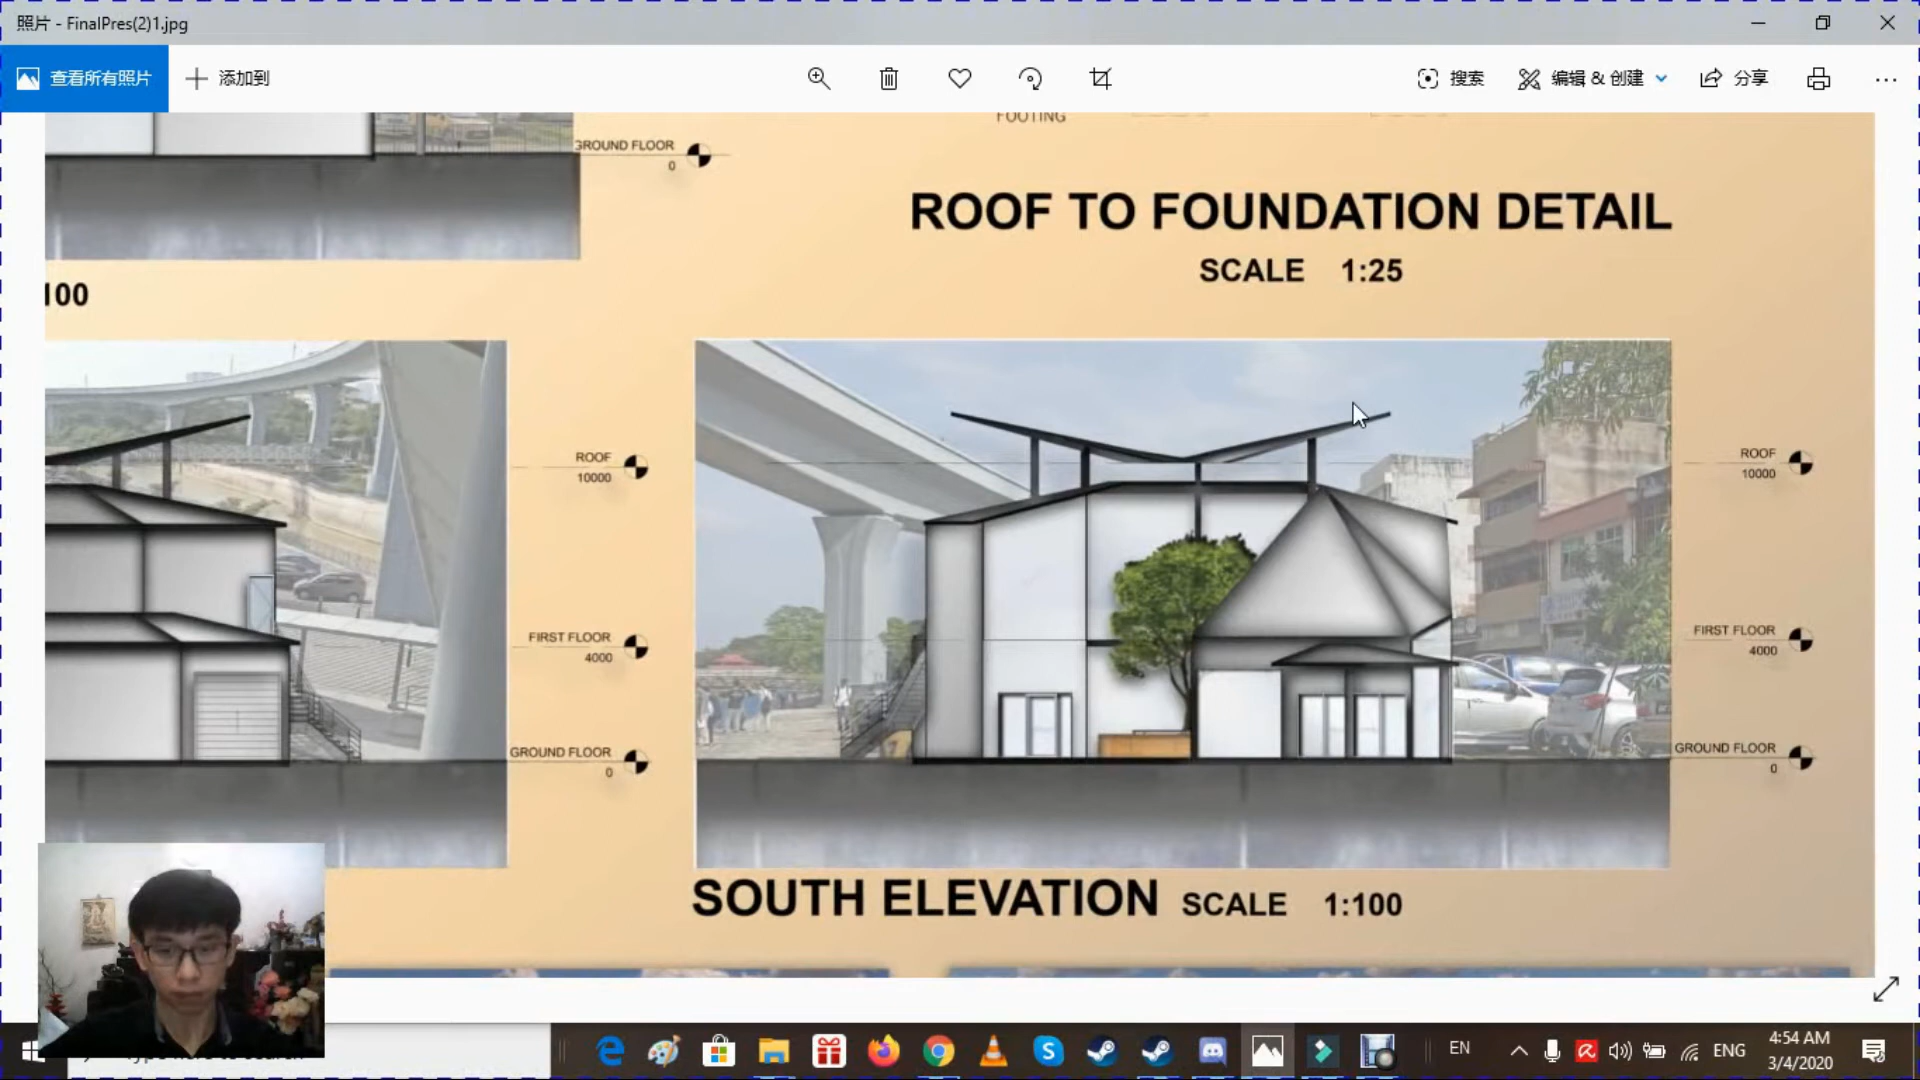 照片 - FinalPres(2)1.jpg
查看所有照片
添加到
搜索
编辑 & 创建
分享
FOOTING
GROUND FLOOR
0
ROOF TO FOUNDATION DETAIL
SCALE 1:25
100
ROOF
10000
ROOF
10000
FIRST FLOOR
4000
FIRST FLOOR
4000
GROUND FLOOR
0
GROUND FLOOR
0
SOUTH ELEVATION SCALE 1:100
EN
ENG
4:54 AM
3/4/2020